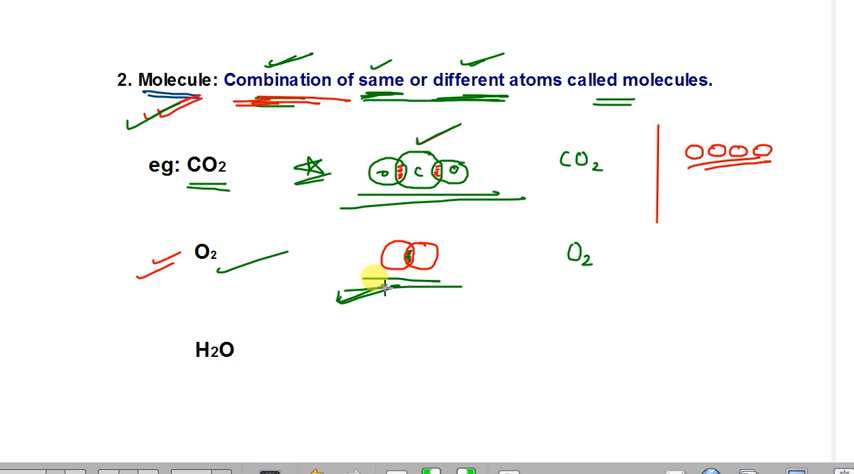 2. Molecule: Combination of same or different atoms called molecules.
eg: CO2 O C O CO2
O2 O2
H2O